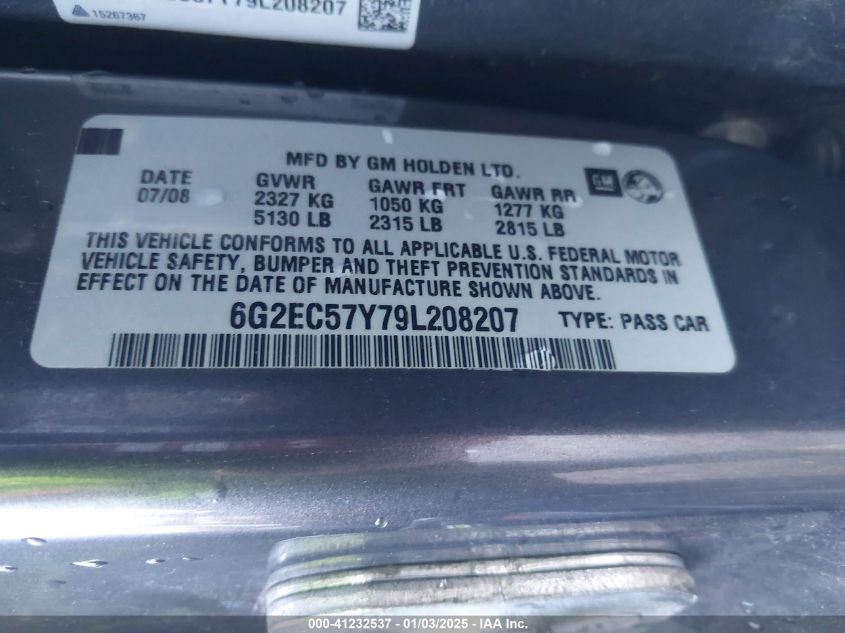 79L208207
15267367
MFD BY GM HOLDEN LTD.
DATE GVWR GAWR FRT GAWR RR GM
07/08 2327 KG 1050 KG 1277 KG
5130 LB 2315 LB 2815 LB
THIS VEHICLE CONFORMS TO ALL APPLICABLE U.S. FEDERAL MOTOR
VEHICLE SAFETY, BUMPER AND THEFT PREVENTION STANDARDS IN
EFFECT ON THE DATE OF MANUFACTURE SHOWN ABOVE.
6G2EC57Y79L208207 TYPE: PASS CAR
000-41232537 - 01/03/2025 - IAA Inc.